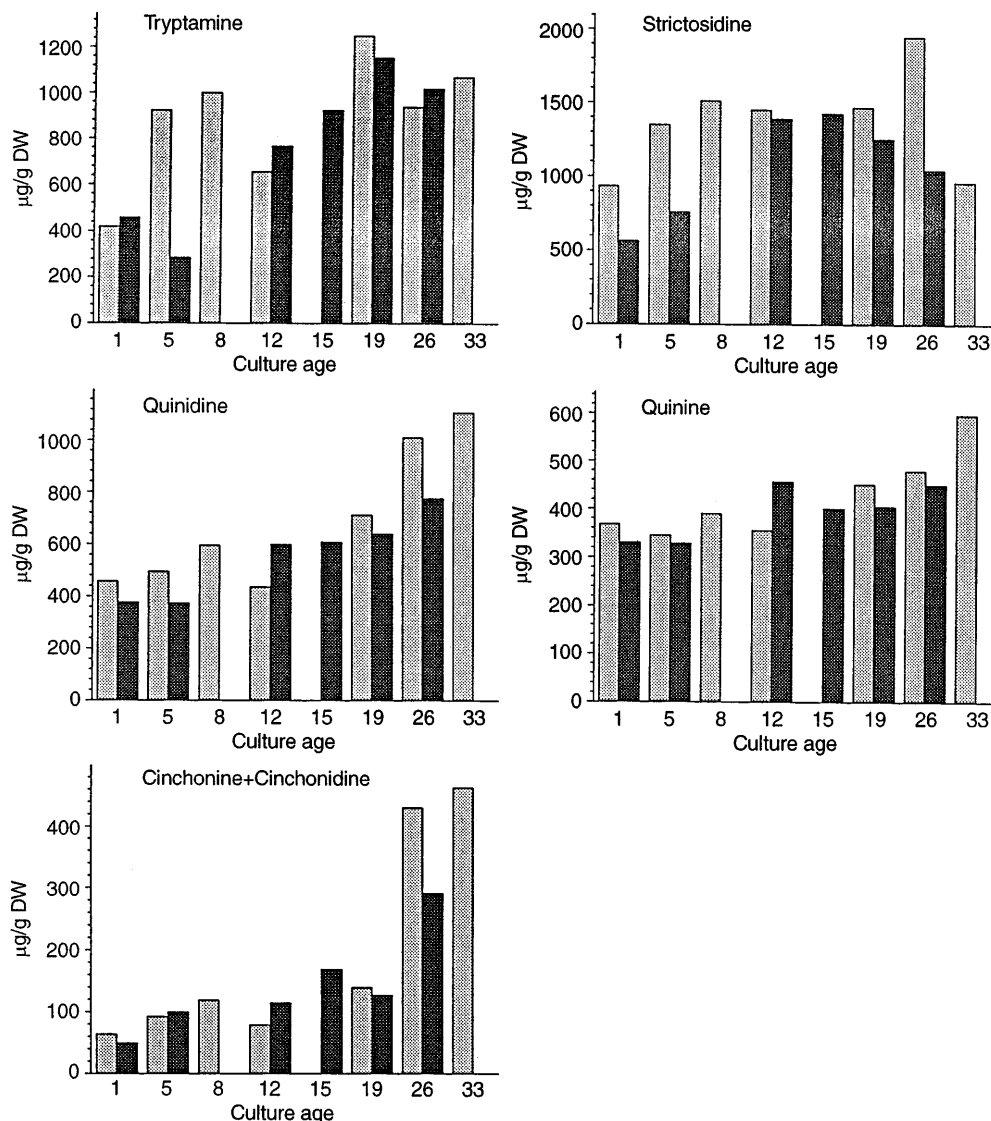 Tryptamine
μg/g DW
1200
1000
800
600
400
200
0
1 5 8 12 15 19 26 33
Culture age
Strictosidine
μg/g DW
2000
1500
1000
500
0
1 5 8 12 15 19 26 33
Culture age
Quinidine
μg/g DW
1000
800
600
400
200
0
1 5 8 12 15 19 26 33
Culture age
Quinine
μg/g DW
600
500
400
300
200
100
0
1 5 8 12 15 19 26 33
Culture age
Cinchonine+Cinchonidine
μg/g DW
400
300
200
100
0
1 5 8 12 15 19 26 33
Culture age